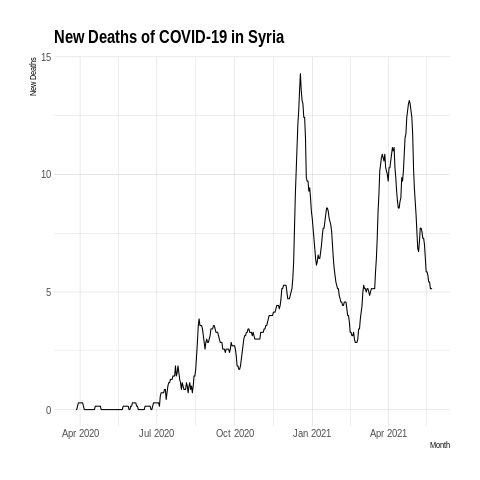 New Deaths of COVID-19 in Syria
New Deaths
15
10
5
0
Apr 2020 Jul 2020 Oct 2020 Jan 2021 Apr 2021
Month